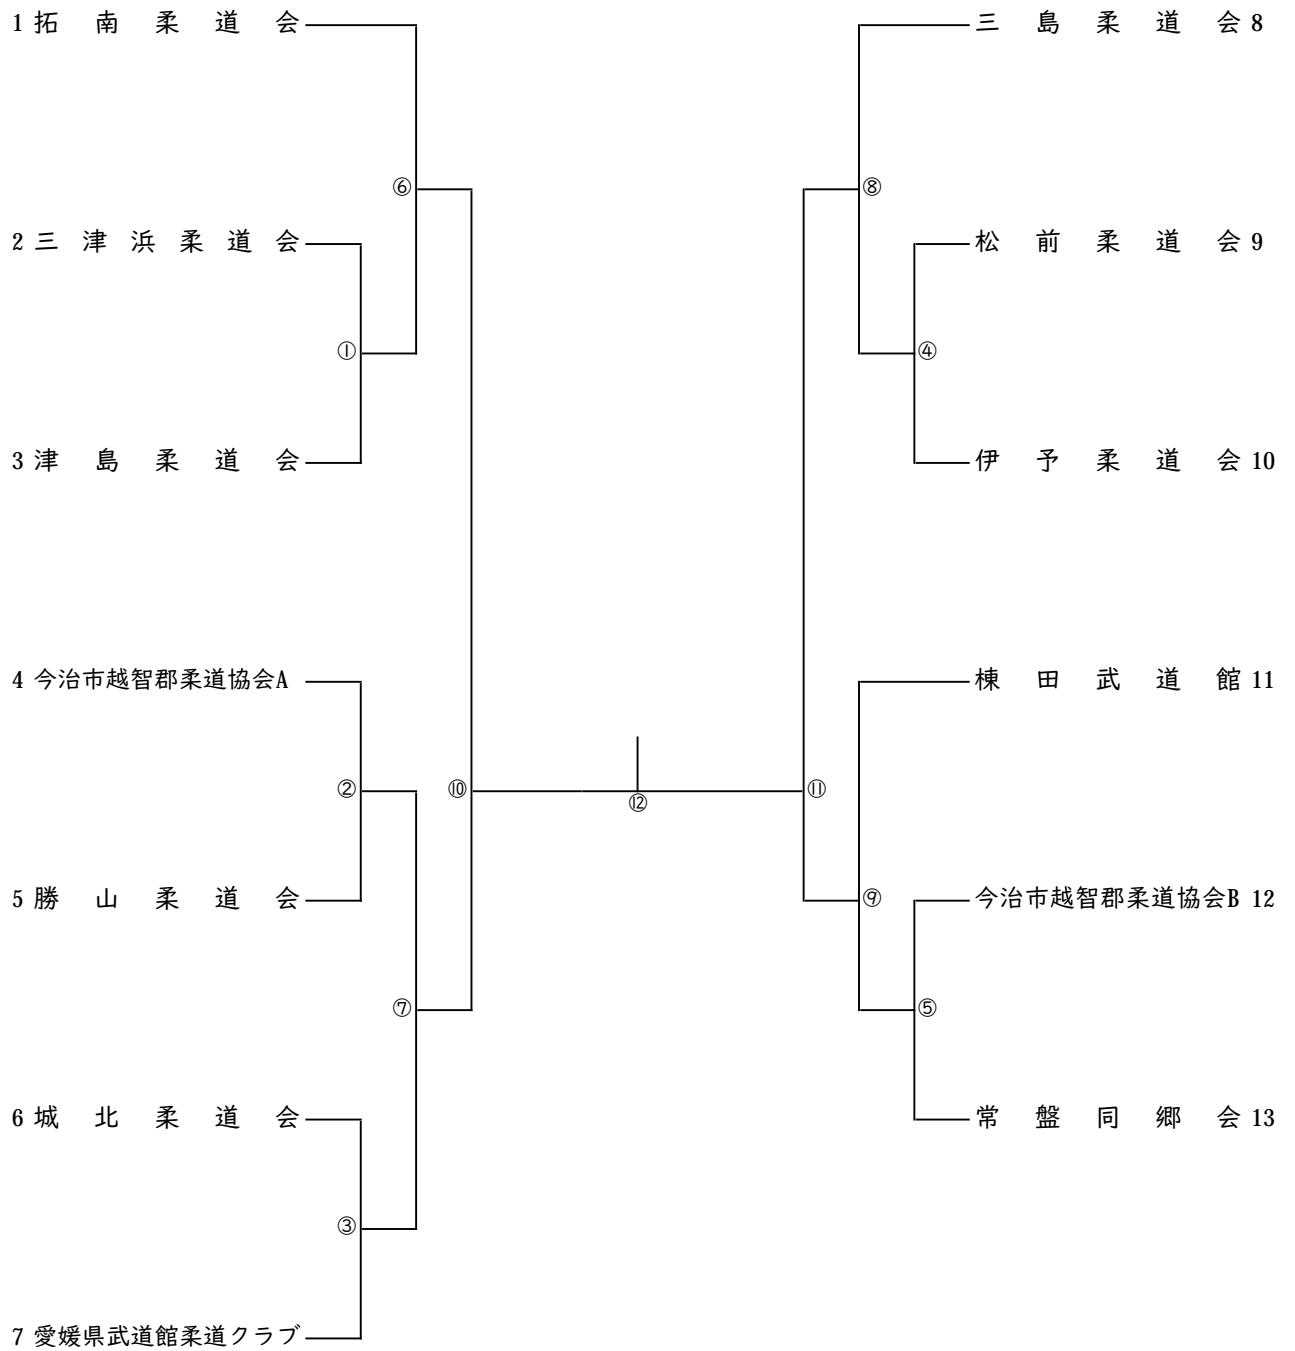 1 拓南柔道会
三島柔道会 8
⑥
⑧
2 三津浜柔道会
松前柔道会 9
①
④
3 津島柔道会
伊予柔道会 10
4 今治市越智郡柔道協会A
棟田武道館 11
②
⑩
⑫
⑪
5 勝山柔道会
⑨
今治市越智郡柔道協会B 12
⑦
⑤
6 城北柔道会
常盤同郷会 13
③
7 愛媛県武道館柔道クラブ